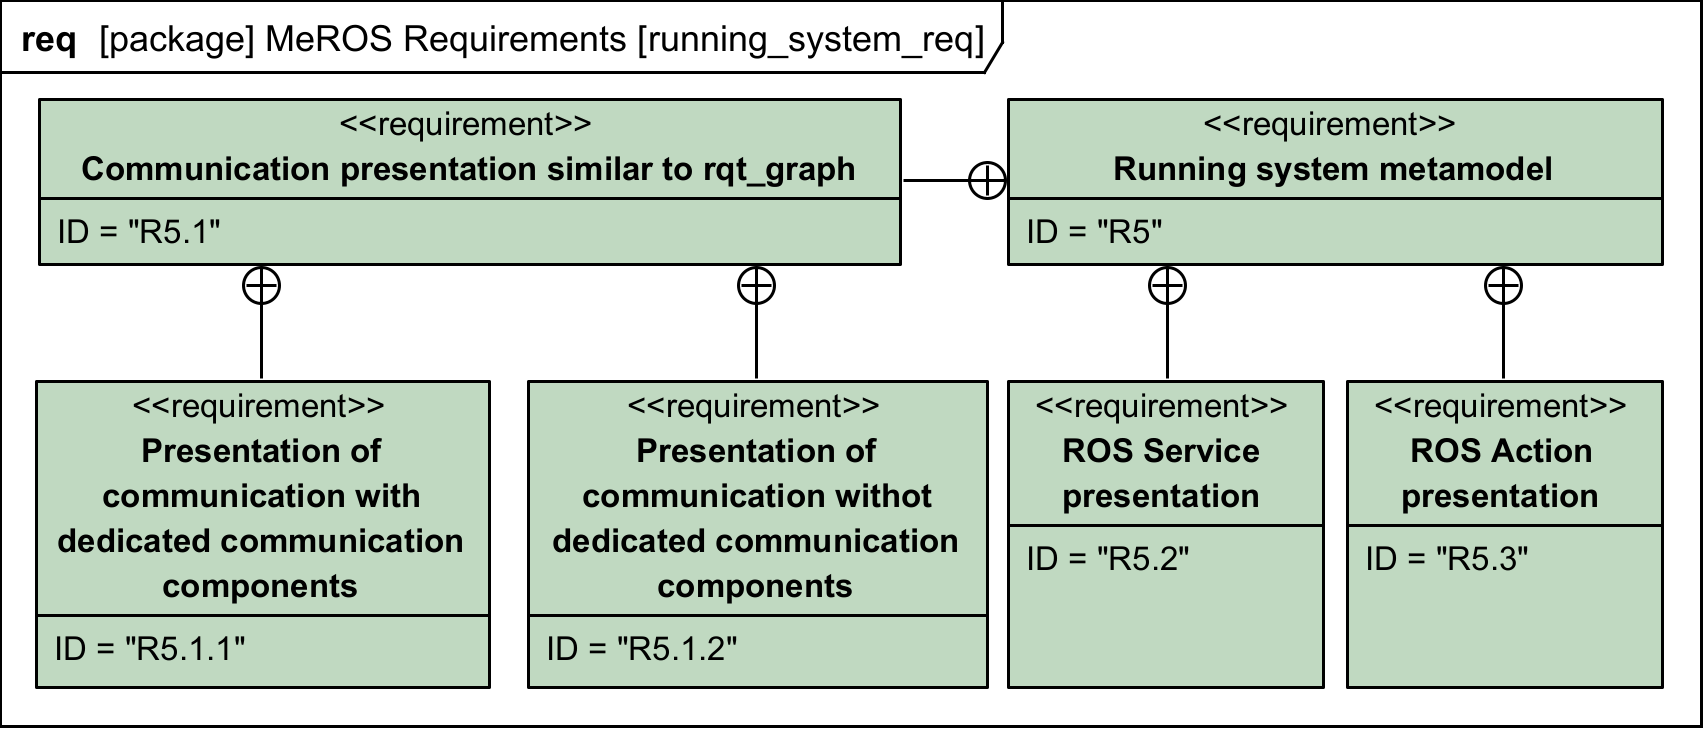 req [package] MeROS Requirements [running_system_req]
<<requirement>>
Communication presentation similar to rqt_graph
ID = "R5.1"
<<requirement>>
Running system metamodel
ID = "R5"
<<requirement>>
Presentation of
communication with
dedicated communication
components
ID = "R5.1.1"
<<requirement>>
Presentation of
communication withot
dedicated communication
components
ID = "R5.1.2"
<<requirement>>
ROS Service
presentation
ID = "R5.2"
<<requirement>>
ROS Action
presentation
ID = "R5.3"